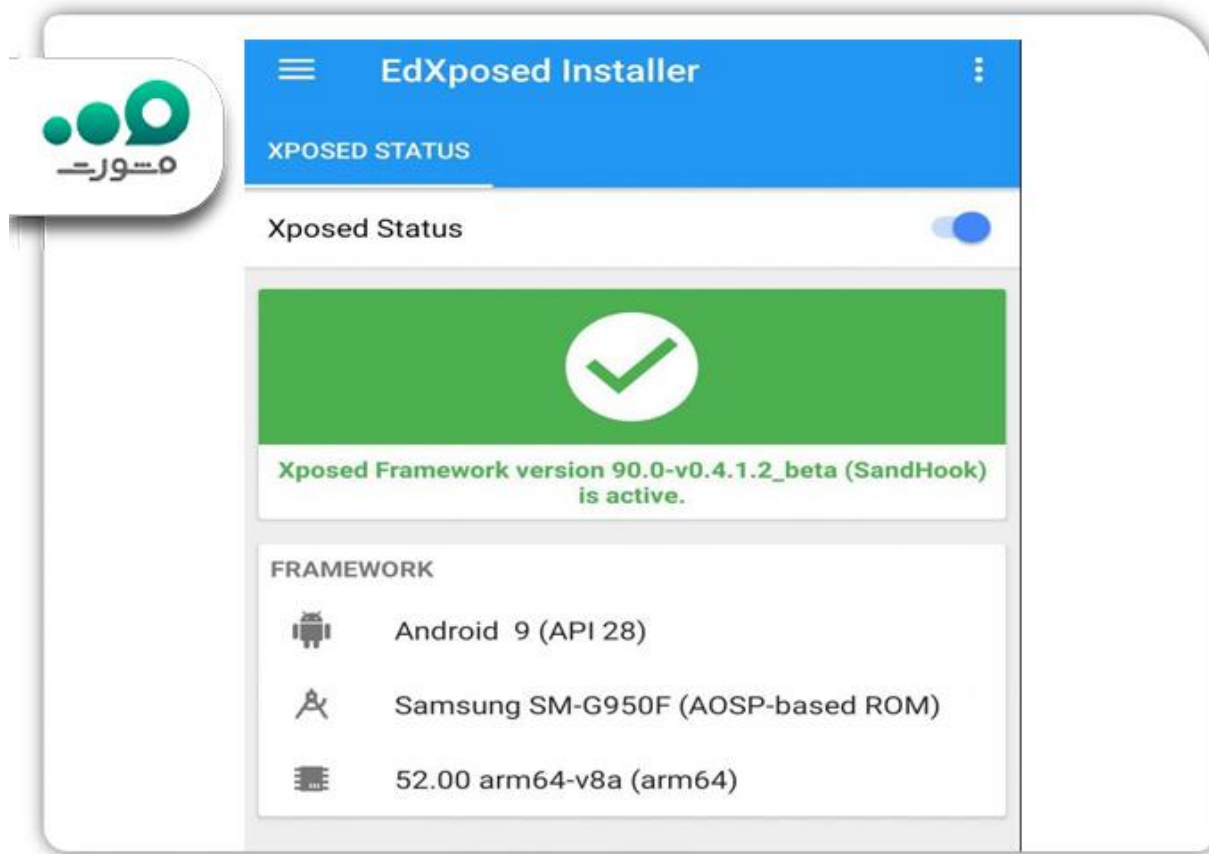 مشورت
EdXposed Installer
XPOSED STATUS
Xposed Status
Xposed Framework version 90.0-v0.4.1.2_beta (SandHook)
is active.
FRAMEWORK
Android 9 (API 28)
Samsung SM-G950F (AOSP-based ROM)
52.00 arm64-v8a (arm64)